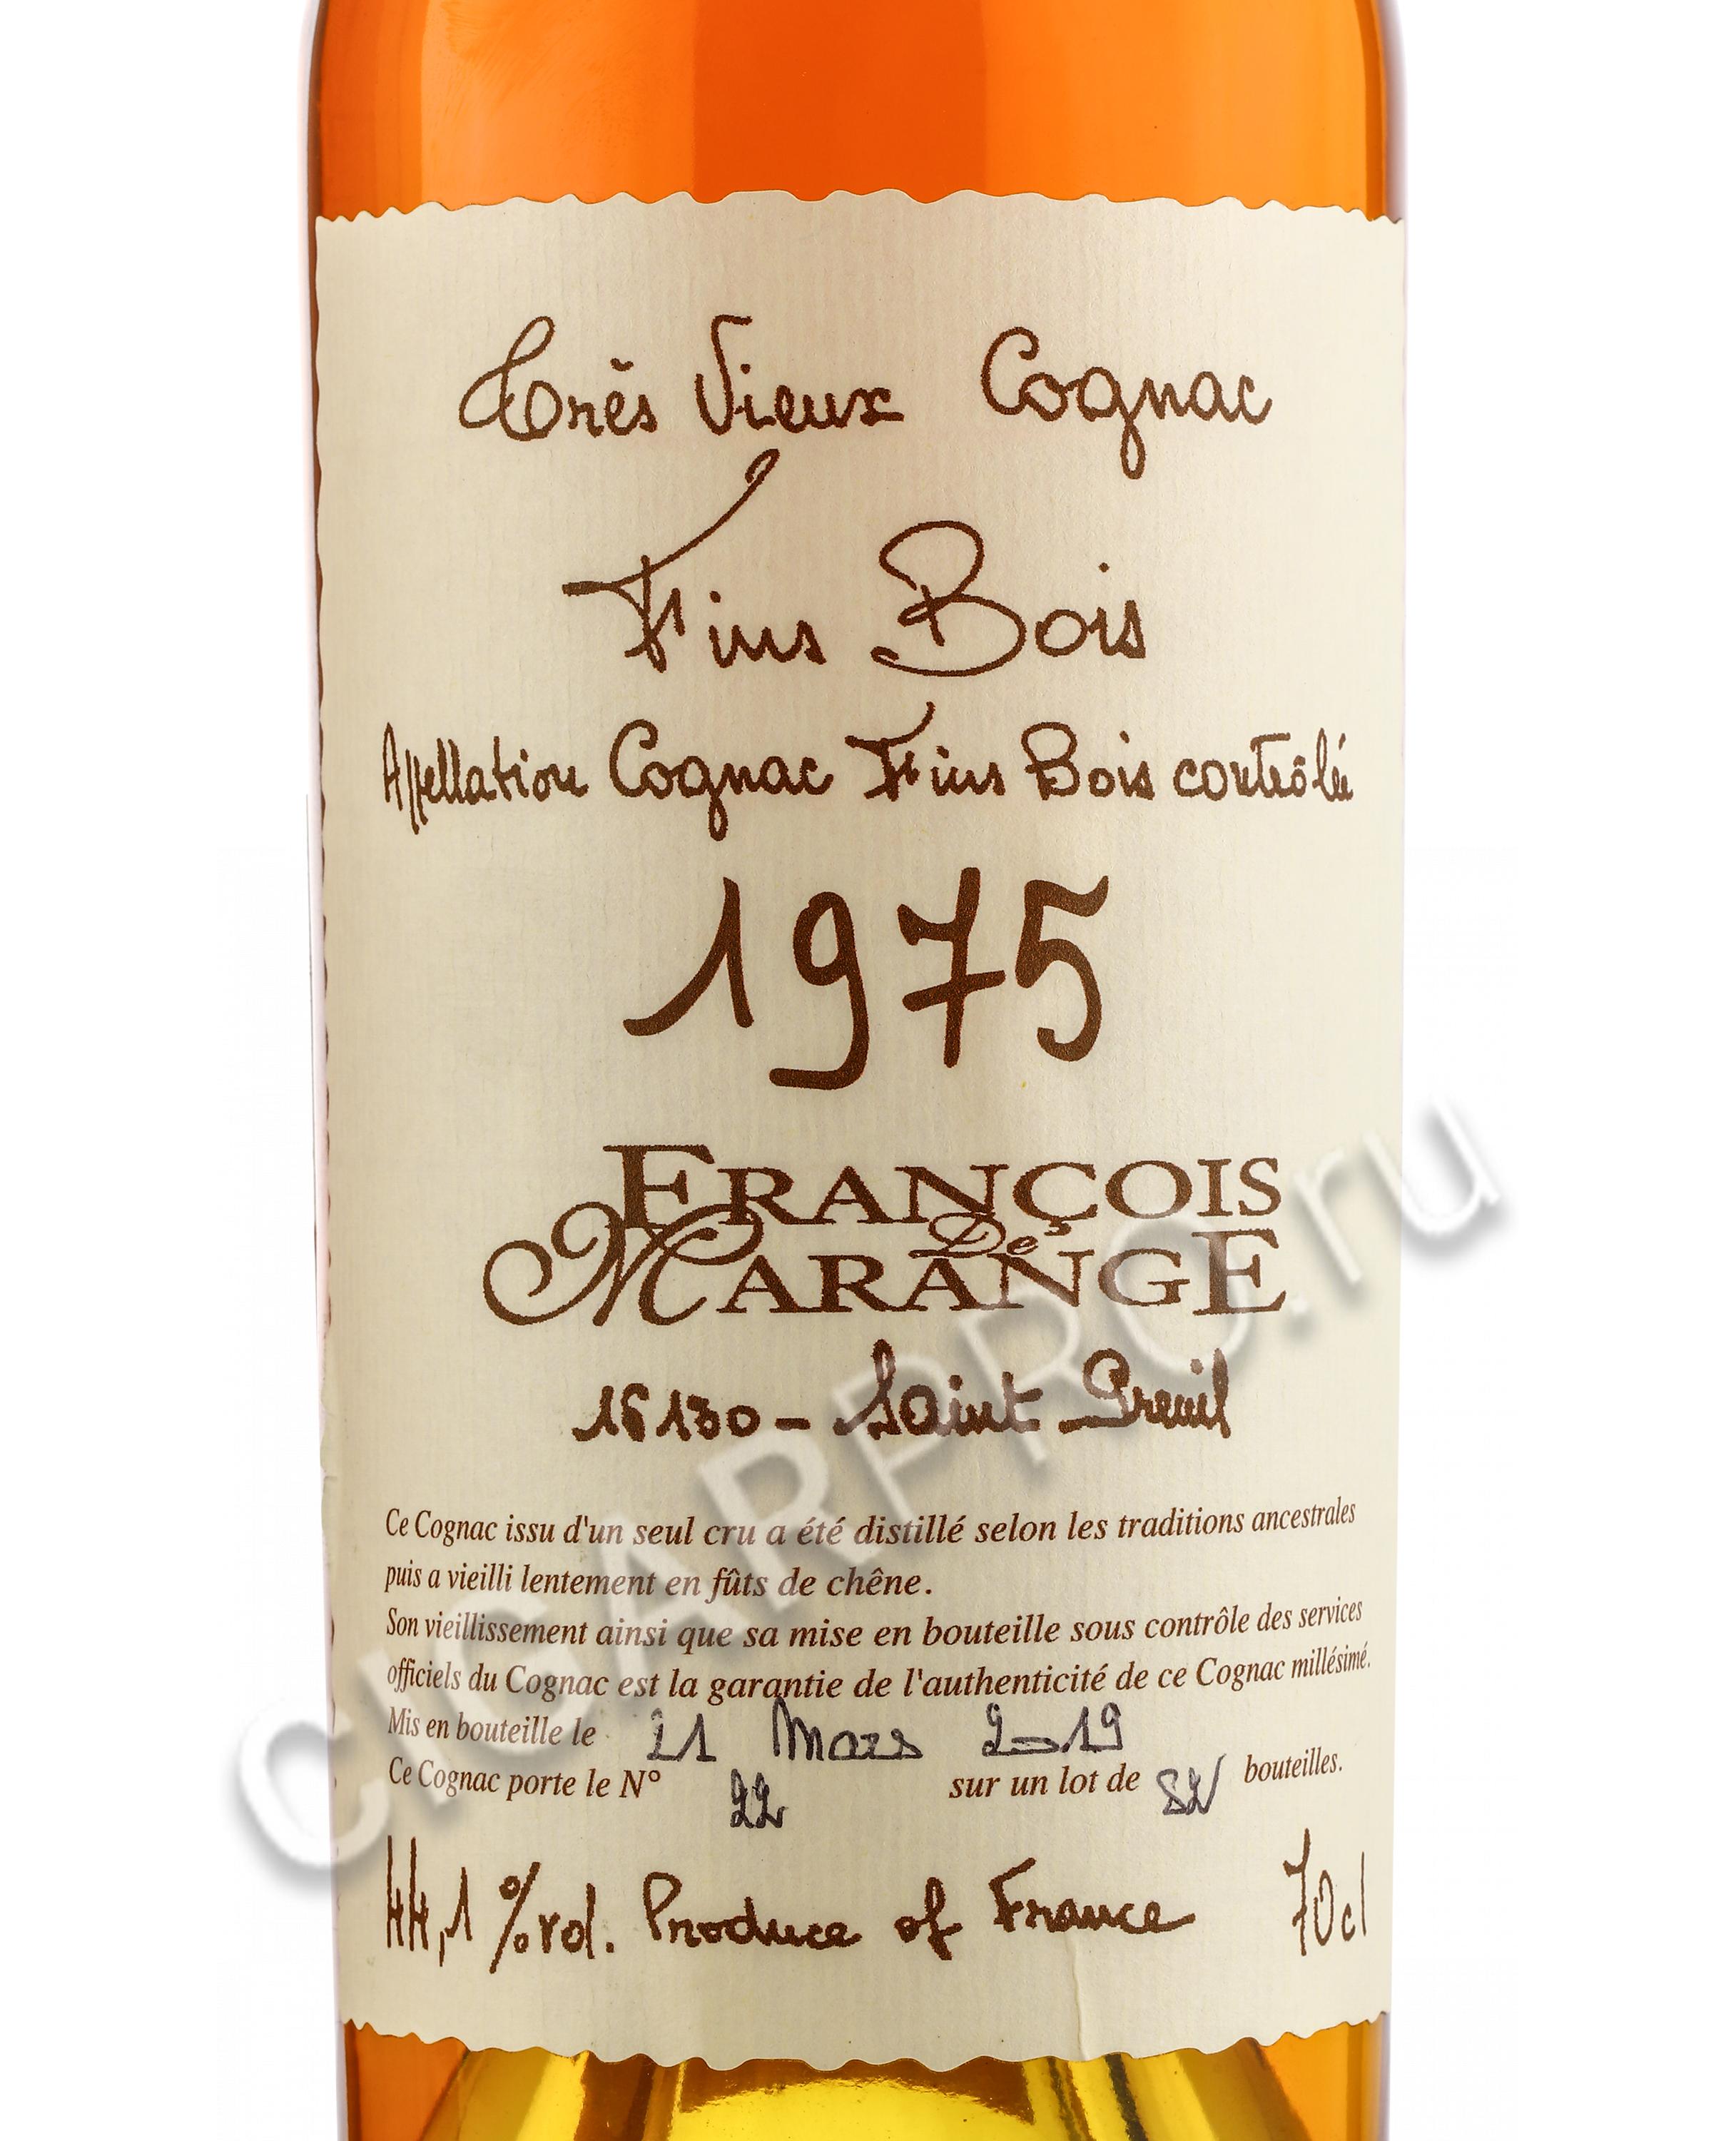 Très Vieux Cognac
Fins Bois
Appellation Cognac Fins Bois contrôlée
1975
FRANÇOIS
De
MARANGE
16130 - Saint Preuil
Ce Cognac issu d'un seul cru a été distillé selon les traditions ancestrales
puis a vieilli lentement en fûts de chêne.
Son vieillissement ainsi que sa mise en bouteille sous contrôle des services
officiels du Cognac est la garantie de l'authenticité de ce Cognac millésimé.
Mis en bouteille le 21 Mars 2019
Ce Cognac porte le N° 22 sur un lot de bouteilles.
44,1 %vol. Produce of France 70cl
CIGARPRO.ru